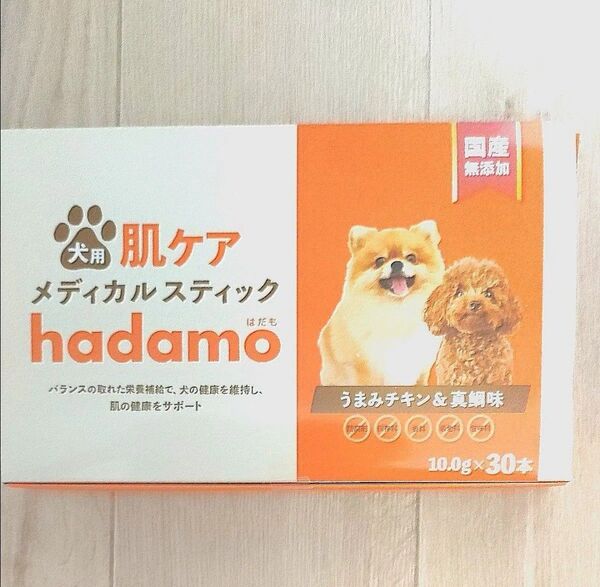 国産
無添加
犬用
肌ケア
メディカルスティック
はだも
hadamo
バランスの取れた栄養補給で、犬の健康を維持し、
肌の健康をサポート
うまみチキン&真鯛味
10.0g×30本